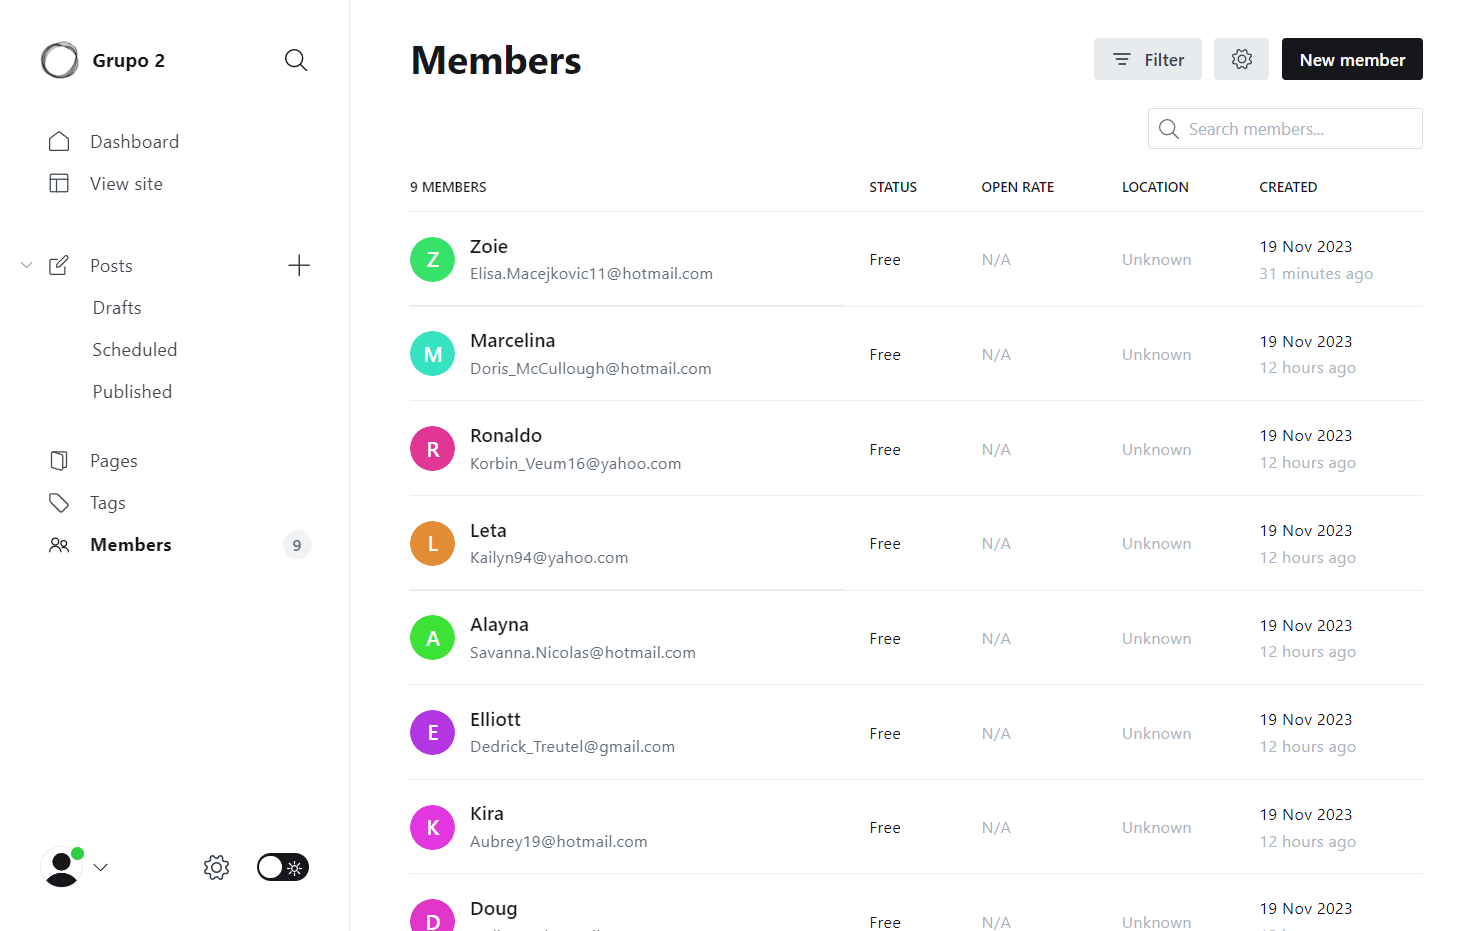 Grupo 2
Dashboard
View site
Posts
Drafts
Scheduled
Published
Pages
Tags
Members 9
Members
Filter
New member
Search members...
9 MEMBERS STATUS OPEN RATE LOCATION CREATED
Z Zoie Free N/A Unknown 19 Nov 2023
Elisa.Macejkovic11@hotmail.com 31 minutes ago
M Marcelina Free N/A Unknown 19 Nov 2023
Doris_McCullough@hotmail.com 12 hours ago
R Ronaldo Free N/A Unknown 19 Nov 2023
Korbin_Veum16@yahoo.com 12 hours ago
L Leta Free N/A Unknown 19 Nov 2023
Kailyn94@yahoo.com 12 hours ago
A Alayna Free N/A Unknown 19 Nov 2023
Savanna.Nicolas@hotmail.com 12 hours ago
E Elliott Free N/A Unknown 19 Nov 2023
Dedrick_Treutel@gmail.com 12 hours ago
K Kira Free N/A Unknown 19 Nov 2023
Aubrey19@hotmail.com 12 hours ago
D Doug Free N/A Unknown 19 Nov 2023